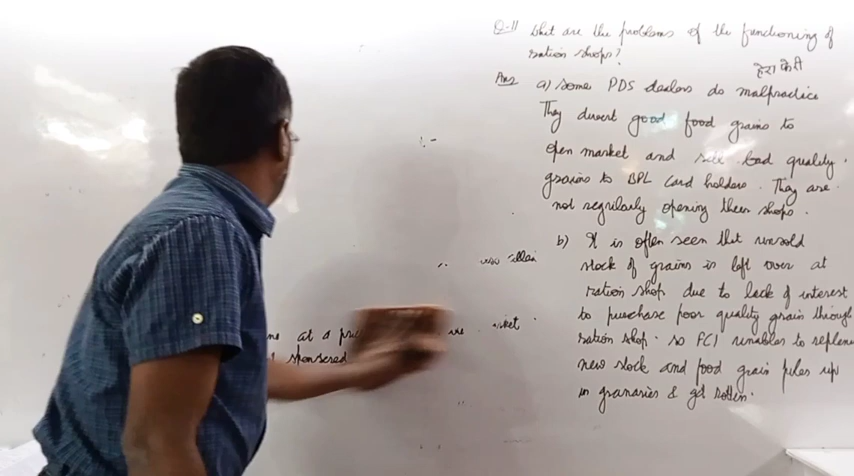 Q-11 What are the problems of the functioning of
ration shops?
हेरा फेरी
Ans a) some PDS dealers do malpractice
They divert good food grains to
open market and sell bad quality.
grains to BPL Card holders. They are
not regularly opening their shops.
b) It is often seen that unsold
stock of grains is left over at
ration shop due to lack of interest
to purchase poor quality grain through
ration shop. so FCI unables to replen
new stock and food grain piles up
in granaries & get rotten.
at a